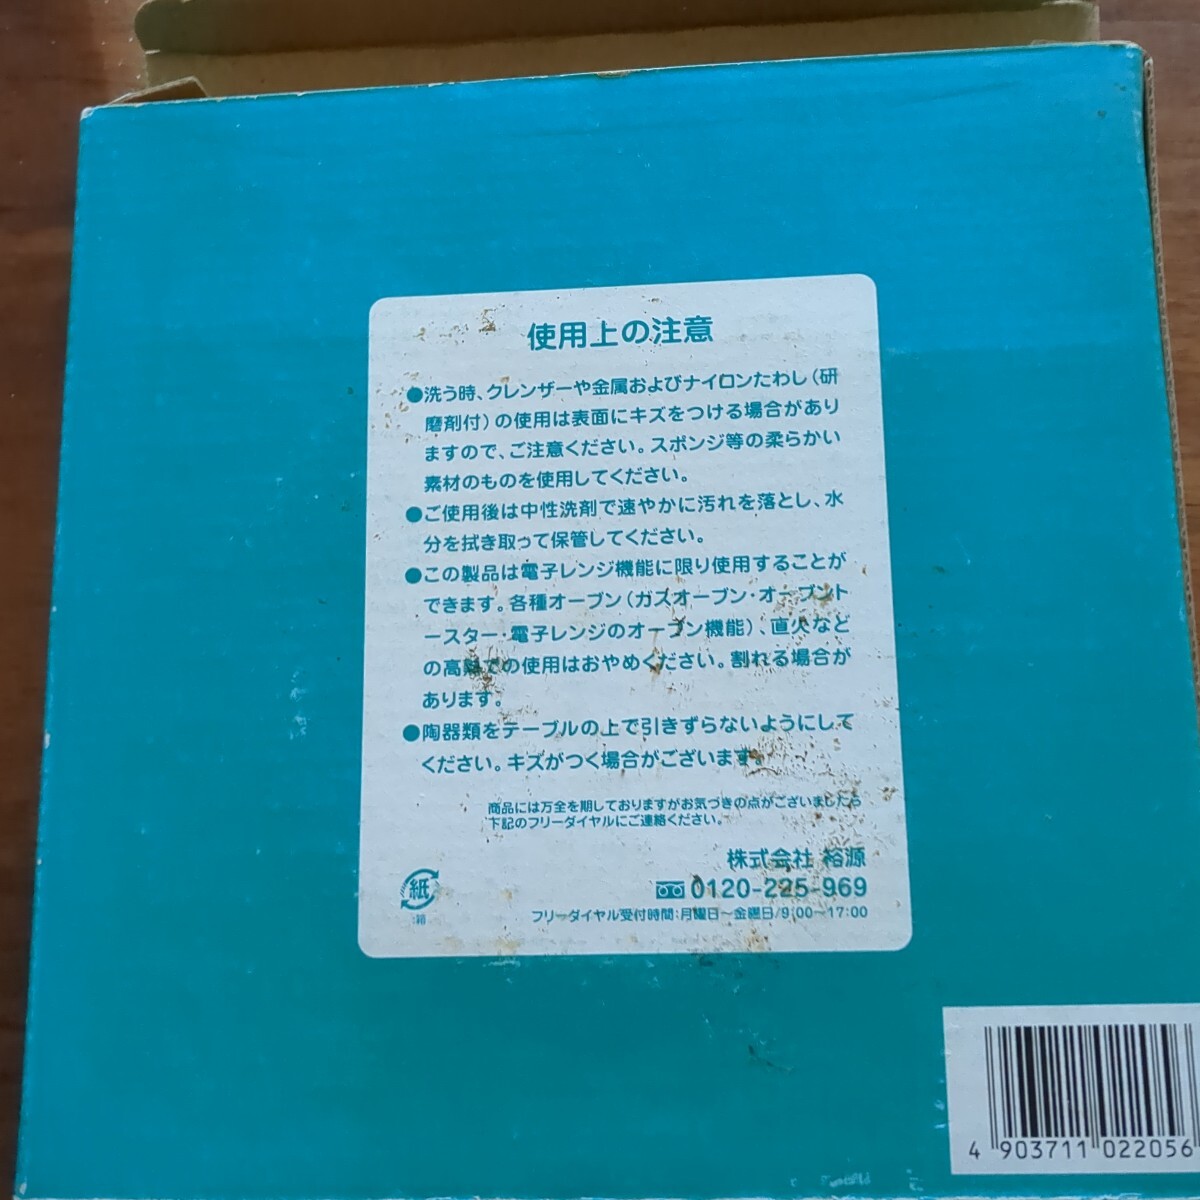 使用上の注意
●洗う時、クレンザーや金属およびナイロンたわし(研
磨剤付)の使用は表面にキズをつける場合があり
ますので、ご注意ください。スポンジ等の柔らかい
素材のものを使用してください。
●ご使用後は中性洗剤で速やかに汚れを落とし、水
分を拭き取って保管してください。
●この製品は電子レンジ機能に限り使用することが
できます。各種オーブン(ガスオーブン・オーブント
ースター・電子レンジのオーブン機能)、直火など
の高熱での使用はおやめください。割れる場合が
あります。
●陶器類をテーブルの上で引きずらないようにして
ください。キズがつく場合がございます。
商品には万全を期しておりますがお気づきの点がございましたら
下記のフリーダイヤルにご連絡ください。
株式会社 裕源
0120-225-969
フリーダイヤル受付時間:月曜日～金曜日/9:00～17:00
紙
箱
4 903711 022056